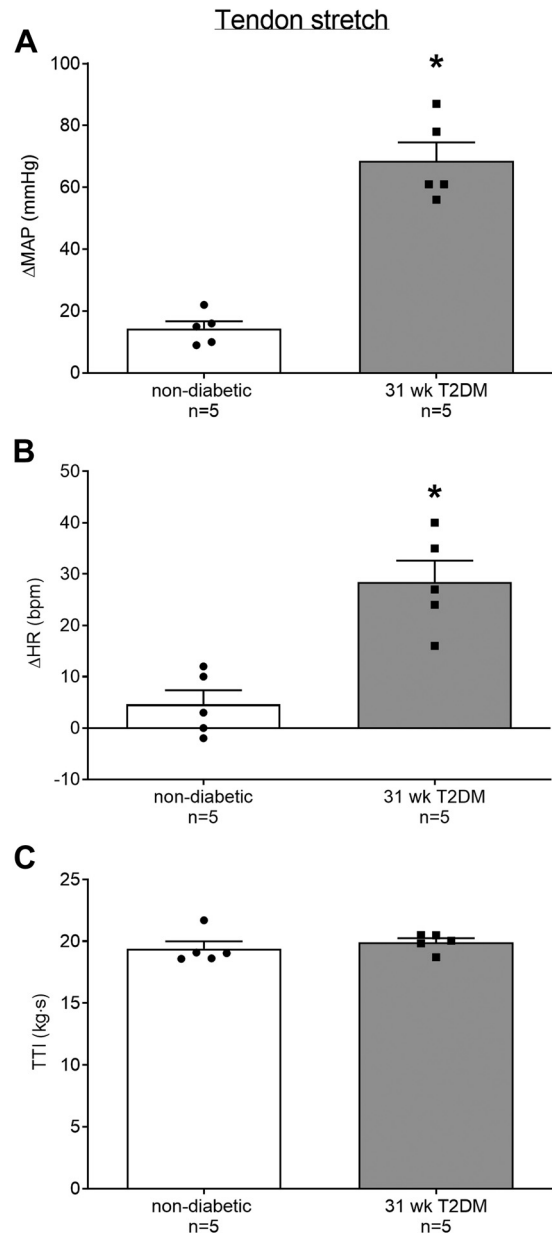 Tendon stretch
A
*
100
80
60
40
20
0
ΔMAP (mmHg)
non-diabetic
n=5
31 wk T2DM
n=5
B
*
50
40
30
20
10
0
-10
ΔHR (bpm)
non-diabetic
n=5
31 wk T2DM
n=5
C
25
20
15
10
5
0
TTI (kg·s)
non-diabetic
n=5
31 wk T2DM
n=5